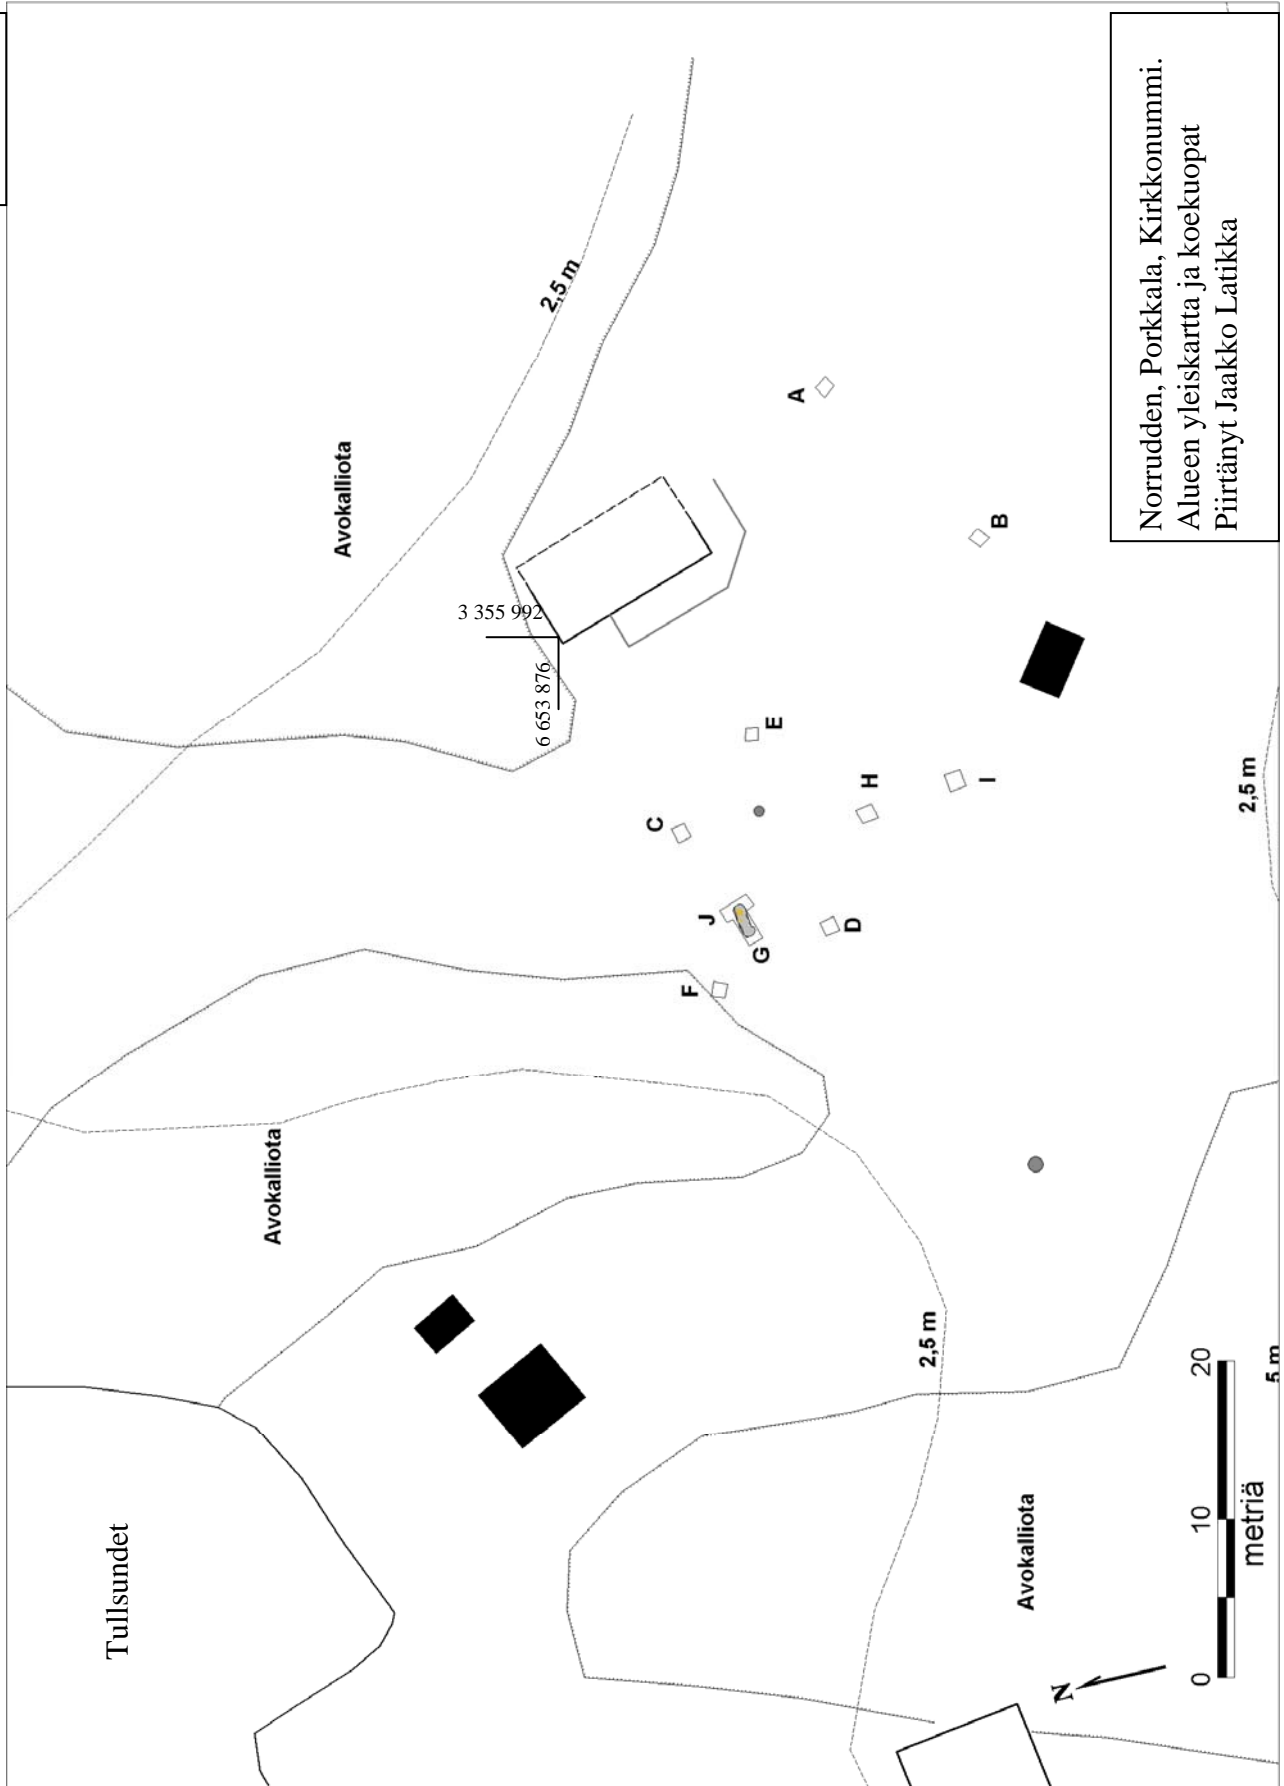 Norrudden, Porkkala, Kirkkonummi.
Alueen yleiskartta ja koekuopat
Piirtänyt Jaakko Latikka
Tullsundet
Avokalliota
Avokalliota
Avokalliota
2,5 m
2,5 m
2,5 m
5 m
3 355 992
6 653 876
A
B
C
D
E
F
G
H
I
J
N
0 10 20
metriä